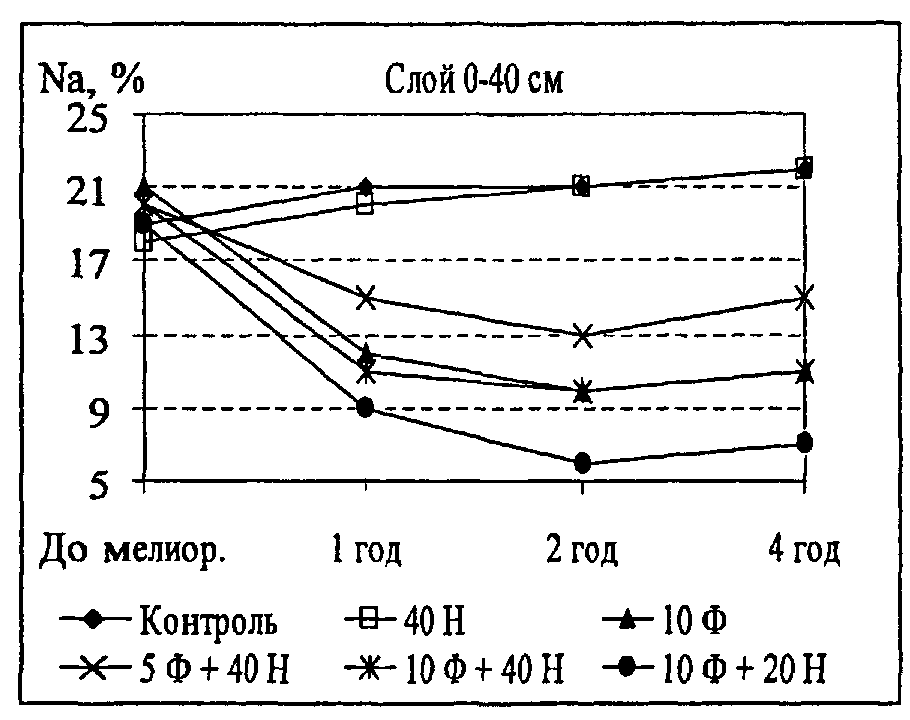 Na, %
Слой 0-40 см
25
21
17
13
9
5
До мелиор. 1 год 2 год 4 год
Контроль 40 Н 10 Ф
5 Ф + 40 Н 10 Ф + 40 Н 10 Ф + 20 Н